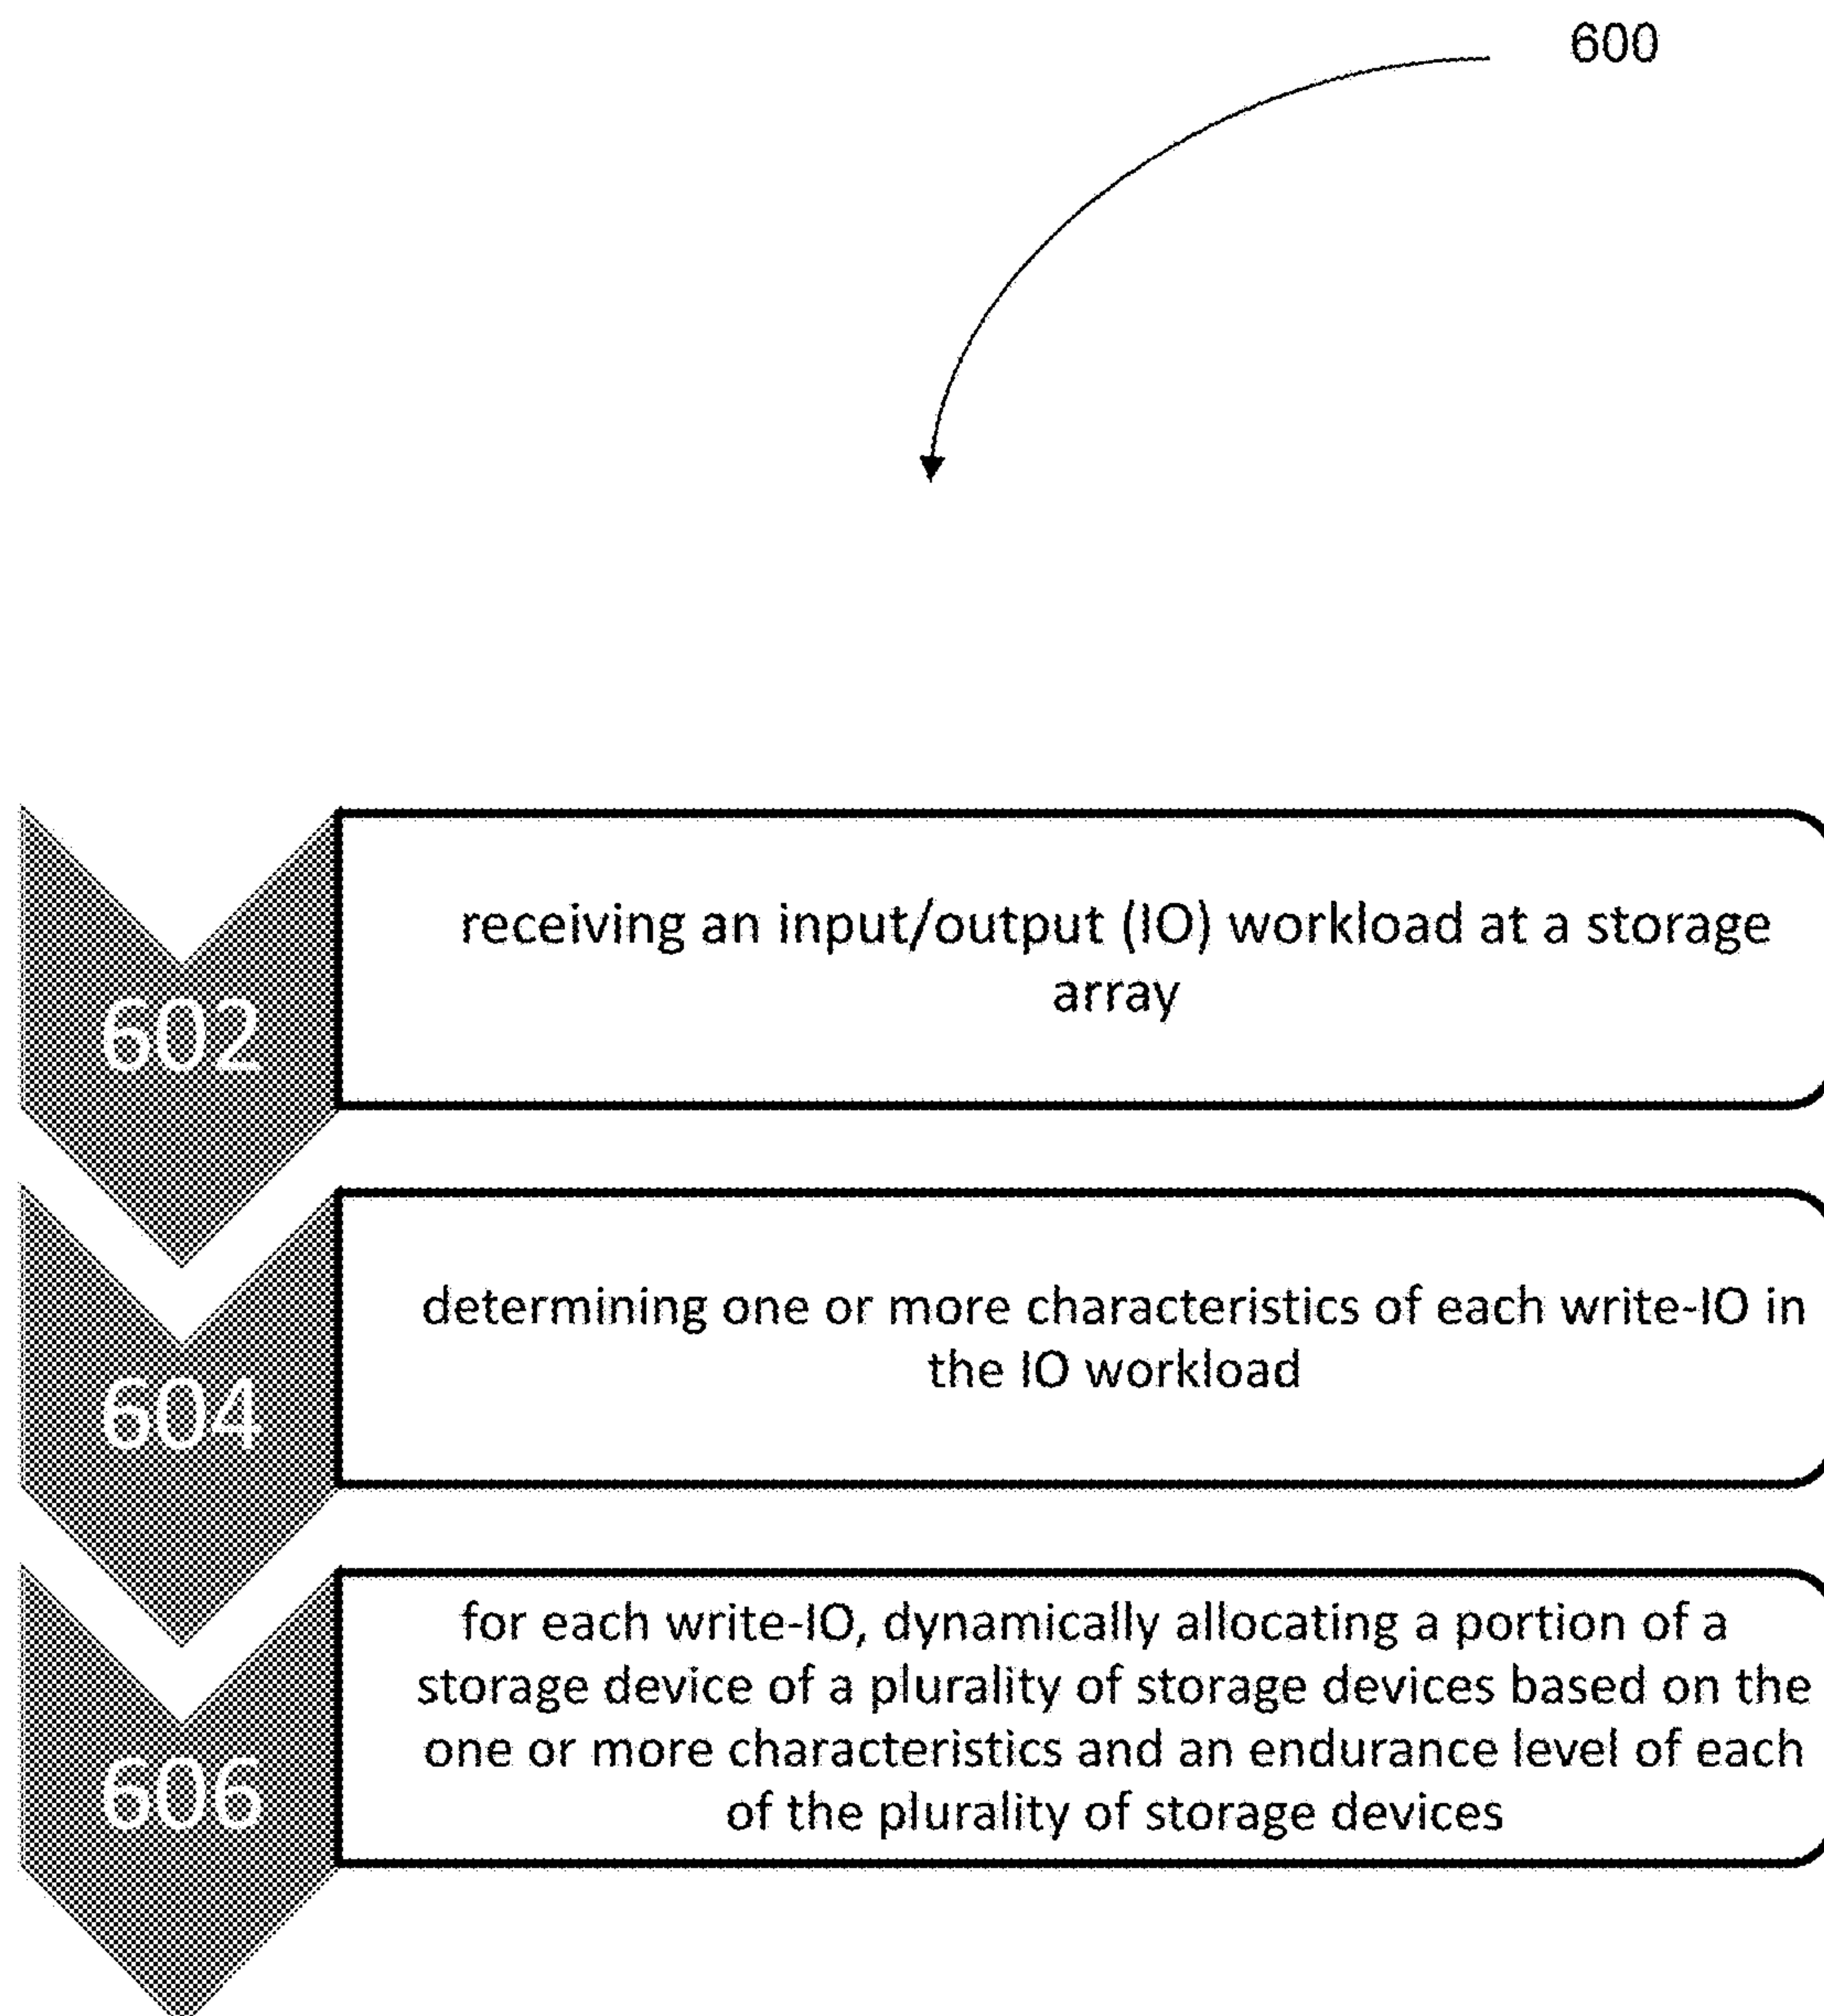 600
602
receiving an input/output (IO) workload at a storage
array
604
determining one or more characteristics of each write-IO in
the IO workload
606
for each write-IO, dynamically allocating a portion of a
storage device of a plurality of storage devices based on the
one or more characteristics and an endurance level of each
of the plurality of storage devices